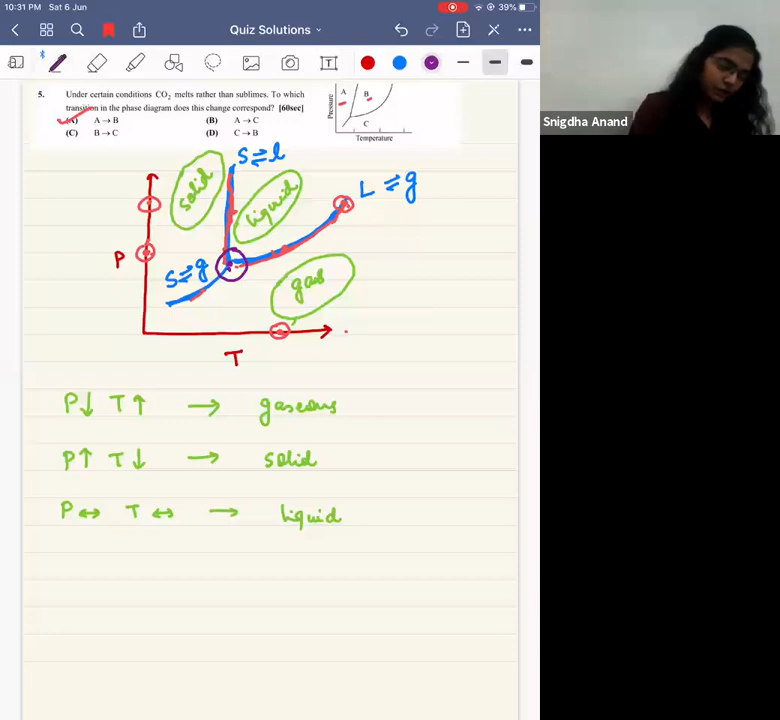 10:31 PM Sat 6 Jun
39%
Quiz Solutions
Snigdha Anand
5. Under certain conditions CO₂ melts rather than sublimes. To which
transition in the phase diagram does this change correspond? [60sec]
(A) A → B (B) A → C
(C) B → C (D) C → B
Pressure
A
B
C
Temperature
S ⇌ l
solid
liquid
L ⇌ g
P
S ⇌ g
gas
T
P↓ T↑ → gaseous
P↑ T↓ → solid
P↔ T↔ → liquid